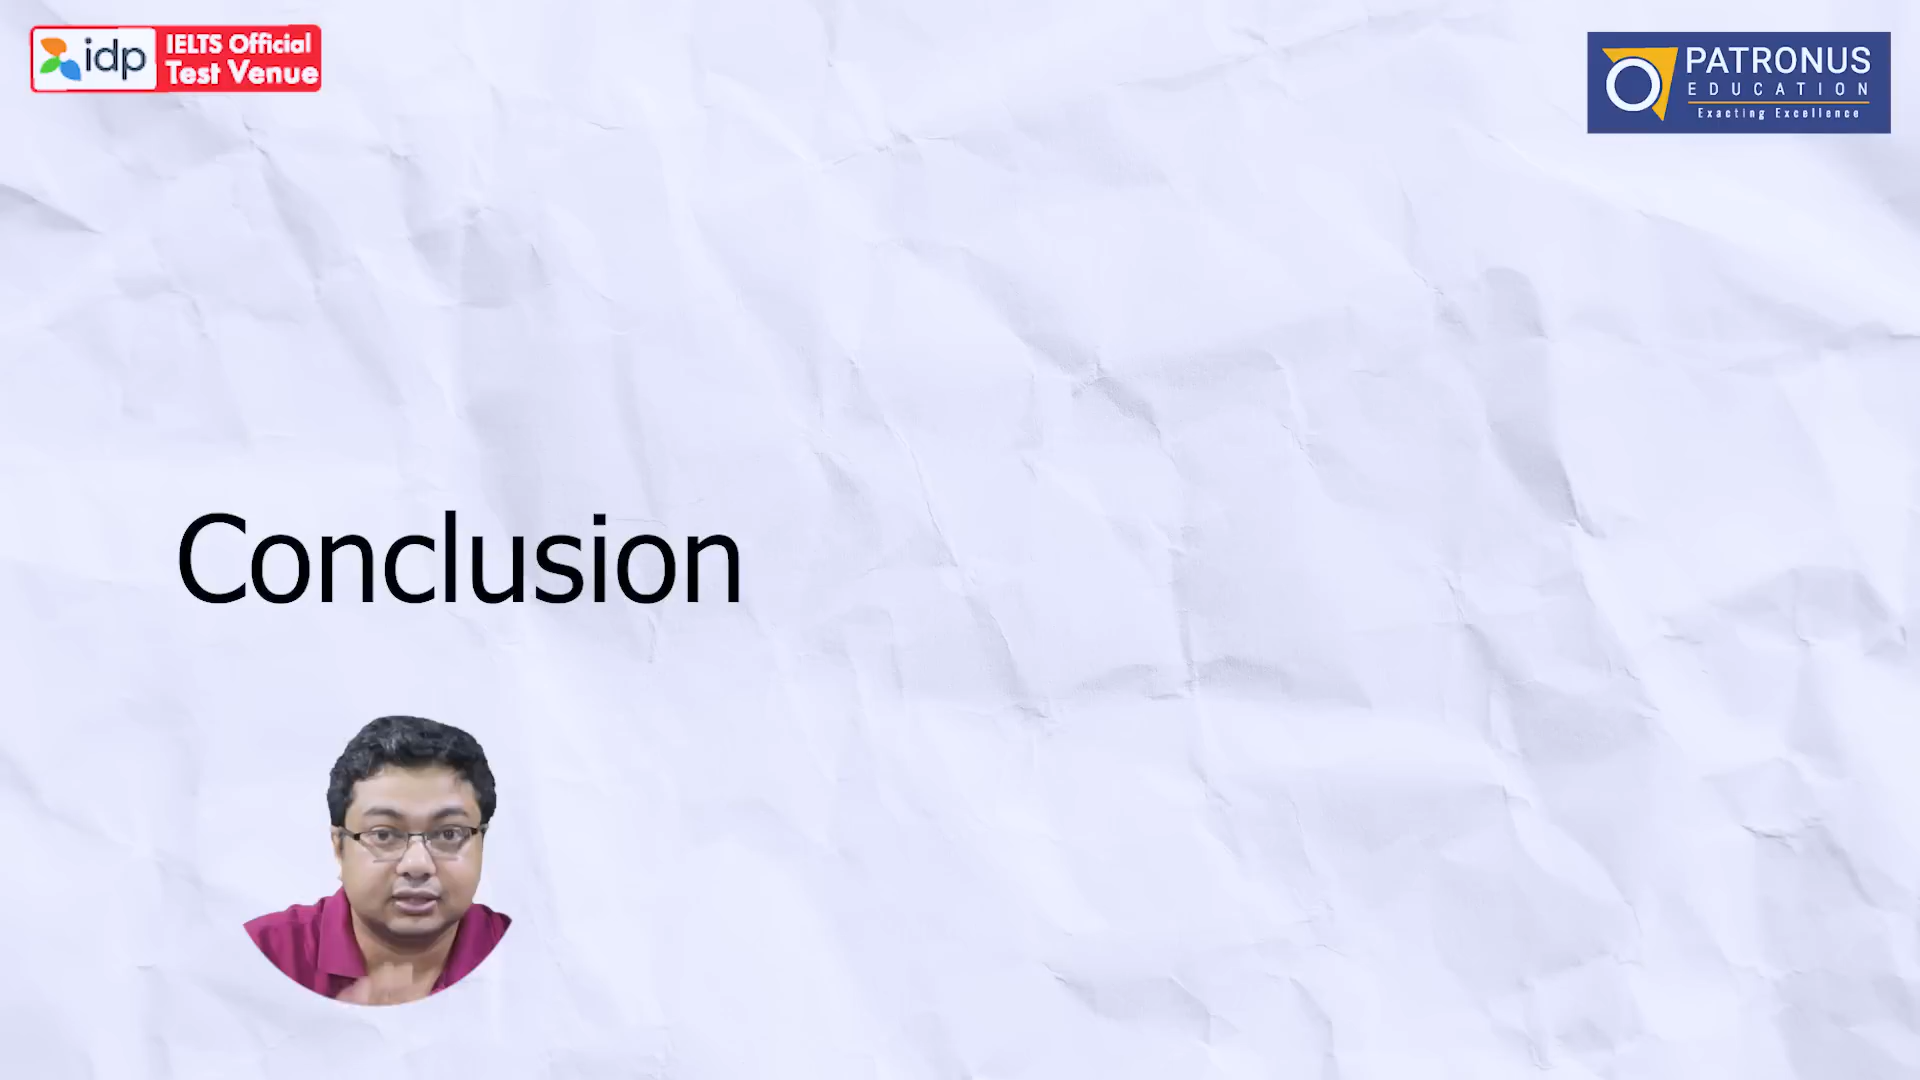 idp
IELTS Official
Test Venue
PATRONUS
EDUCATION
Exacting Excellence
Conclusion